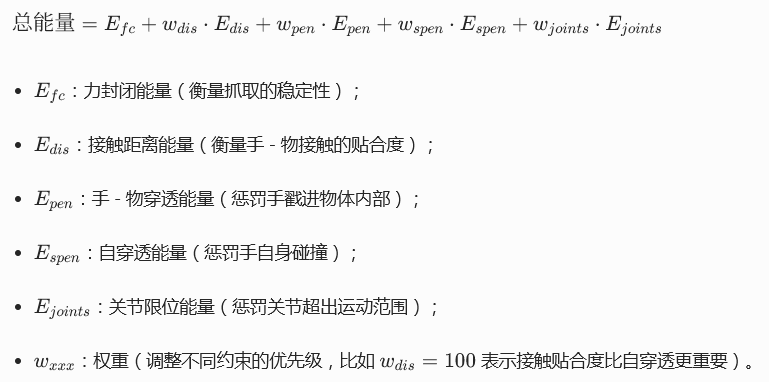 总能量 = E_{fc} + w_{dis} · E_{dis} + w_{pen} · E_{pen} + w_{spen} · E_{spen} + w_{joints} · E_{joints}
• E_{fc}：力封闭能量（衡量抓取的稳定性）；
• E_{dis}：接触距离能量（衡量手 - 物接触的贴合度）；
• E_{pen}：手 - 物穿透能量（惩罚手戳进物体内部）；
• E_{spen}：自穿透能量（惩罚手自身碰撞）；
• E_{joints}：关节限位能量（惩罚关节超出运动范围）；
• w_{xxx}：权重（调整不同约束的优先级，比如 w_{dis} = 100 表示接触贴合度比自穿透更重要）。